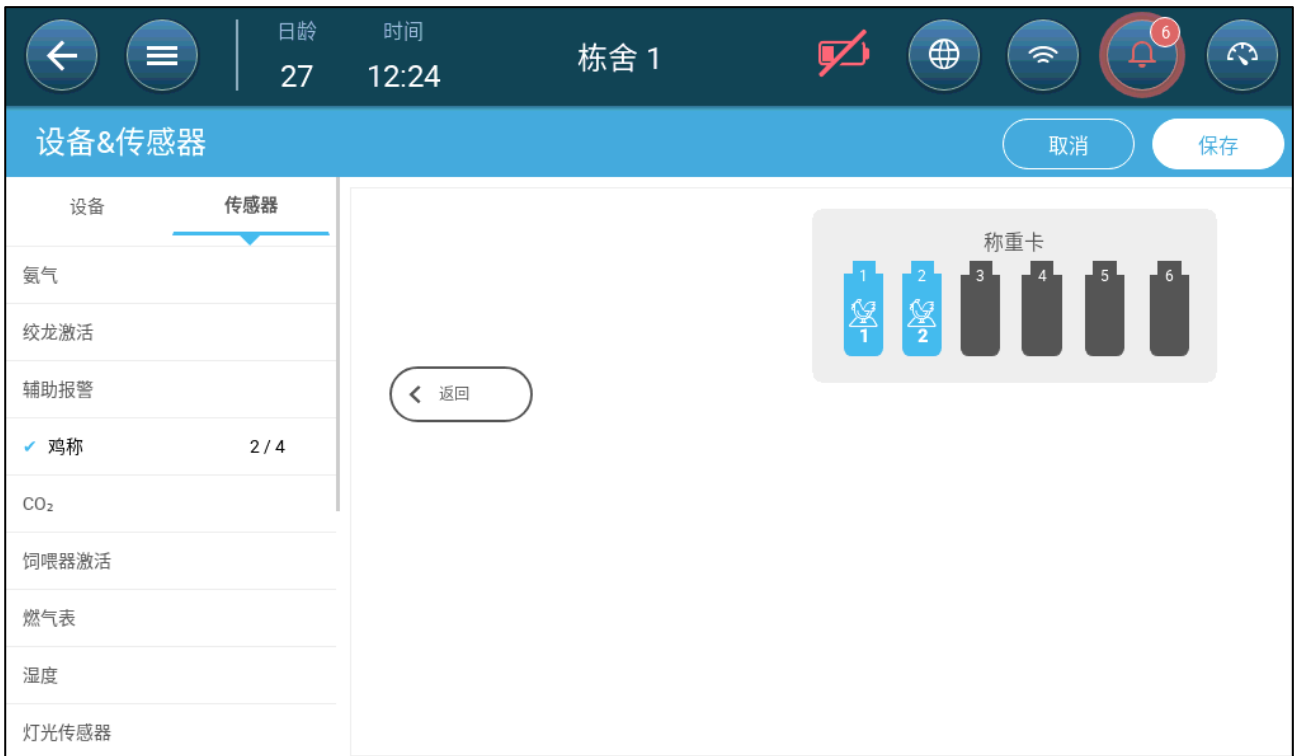 日龄 时间
27 12:24 栋舍 1 6
设备&传感器 取消 保存
设备 传感器
氨气
绞龙激活
辅助报警
鸡称 2 / 4
CO₂
饲喂器激活
燃气表
湿度
灯光传感器
返回
称重卡
1 2 3 4 5 6
1 2